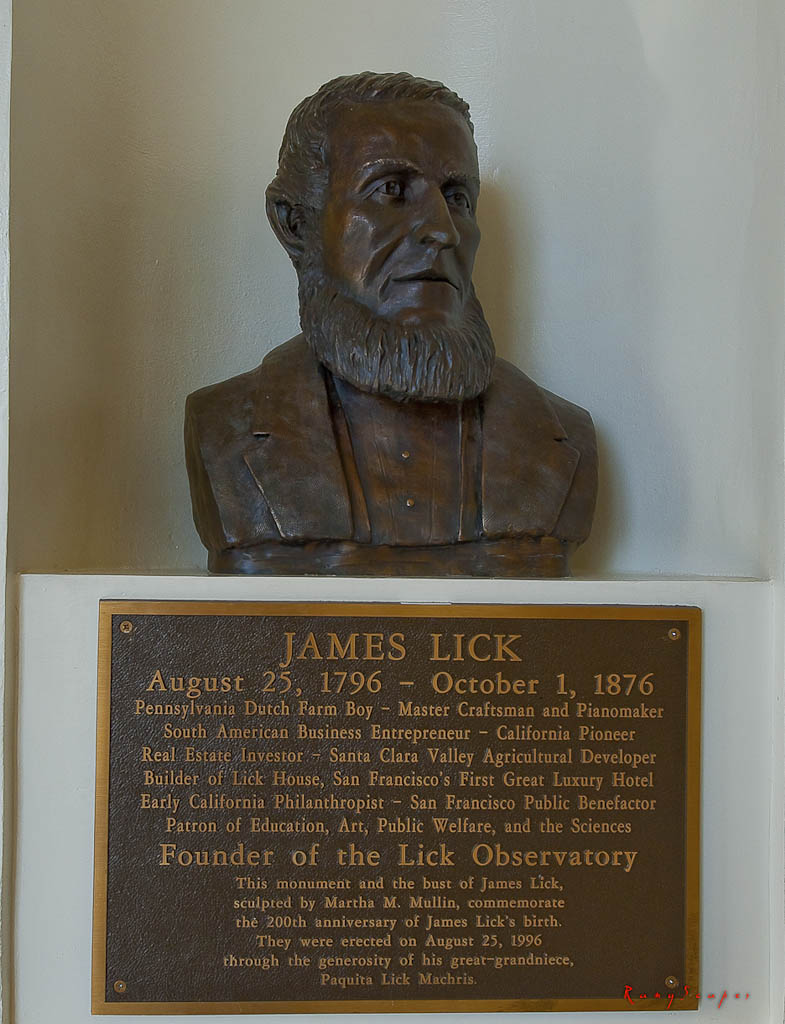 JAMES LICK
August 25, 1796 – October 1, 1876
Pennsylvania Dutch Farm Boy – Master Craftsman and Pianomaker
South American Business Entrepreneur – California Pioneer
Real Estate Investor – Santa Clara Valley Agricultural Developer
Builder of Lick House, San Francisco's First Great Luxury Hotel
Early California Philanthropist – San Francisco Public Benefactor
Patron of Education, Art, Public Welfare, and the Sciences
Founder of the Lick Observatory
This monument and the bust of James Lick,
sculpted by Martha M. Mullin, commemorate
the 200th anniversary of James Lick's birth.
They were erected on August 25, 1996
through the generosity of his great-grandniece,
Paquita Lick Machris.